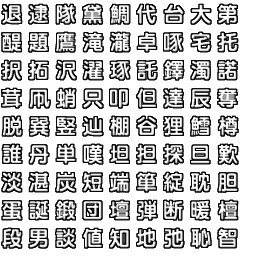 退逮隊黛鯛代台大第
醍題鷹滝瀧卓啄宅托
択拓沢濯琢託鐸濁諾
茸凧蛸只叩但達辰奪
脱巽竪辿棚谷狸鱈樽
誰丹単嘆坦担探旦歎
淡湛炭短端箪綻耽胆
蛋誕鍛団壇弾断暖檀
段男談値知地弛恥智